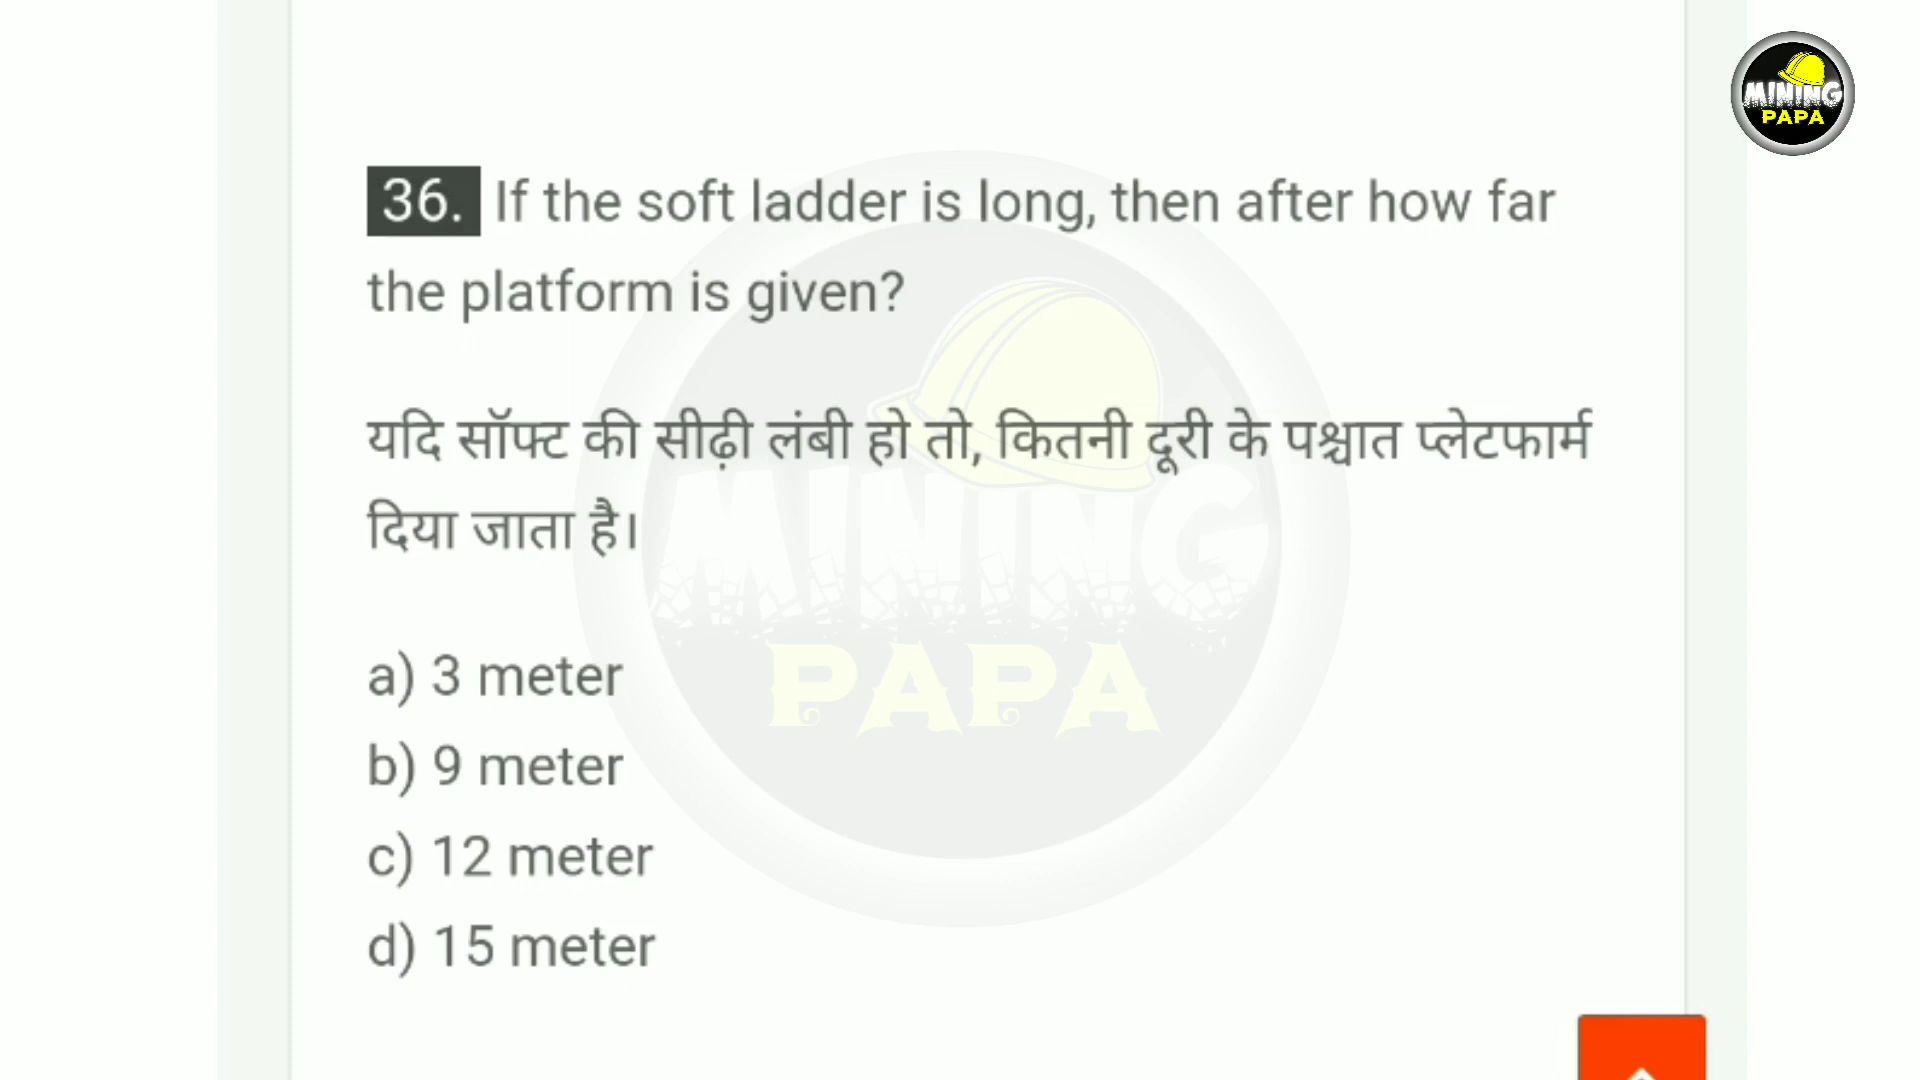 MINING
PAPA
36. If the soft ladder is long, then after how far
the platform is given?
यदि सॉफ्ट की सीढ़ी लंबी हो तो, कितनी दूरी के पश्चात प्लेटफार्म
दिया जाता है।
MINING
PAPA
a) 3 meter
b) 9 meter
c) 12 meter
d) 15 meter